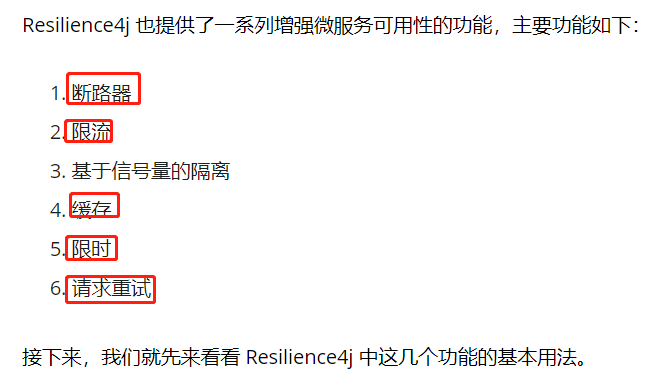 Resilience4j 也提供了一系列增强微服务可用性的功能，主要功能如下：
1. 断路器
2. 限流
3. 基于信号量的隔离
4. 缓存
5. 限时
6. 请求重试
接下来，我们就先来看看 Resilience4j 中这几个功能的基本用法。